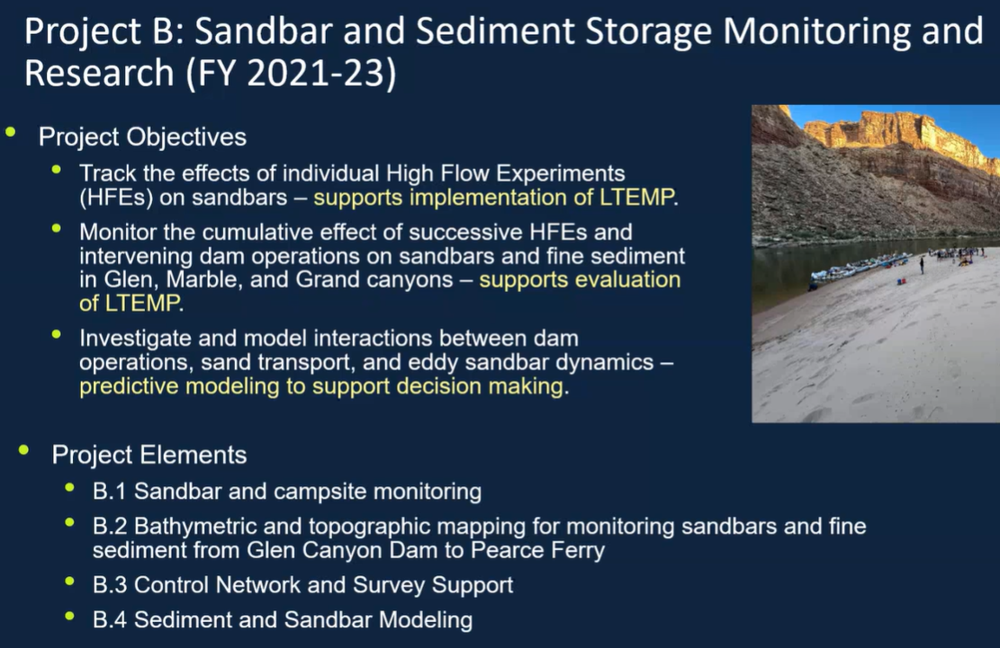 Project B: Sandbar and Sediment Storage Monitoring and
Research (FY 2021-23)
Project Objectives
Track the effects of individual High Flow Experiments
(HFEs) on sandbars – supports implementation of LTEMP.
Monitor the cumulative effect of successive HFEs and
intervening dam operations on sandbars and fine sediment
in Glen, Marble, and Grand canyons – supports evaluation
of LTEMP.
Investigate and model interactions between dam
operations, sand transport, and eddy sandbar dynamics –
predictive modeling to support decision making.
Project Elements
B.1 Sandbar and campsite monitoring
B.2 Bathymetric and topographic mapping for monitoring sandbars and fine
sediment from Glen Canyon Dam to Pearce Ferry
B.3 Control Network and Survey Support
B.4 Sediment and Sandbar Modeling